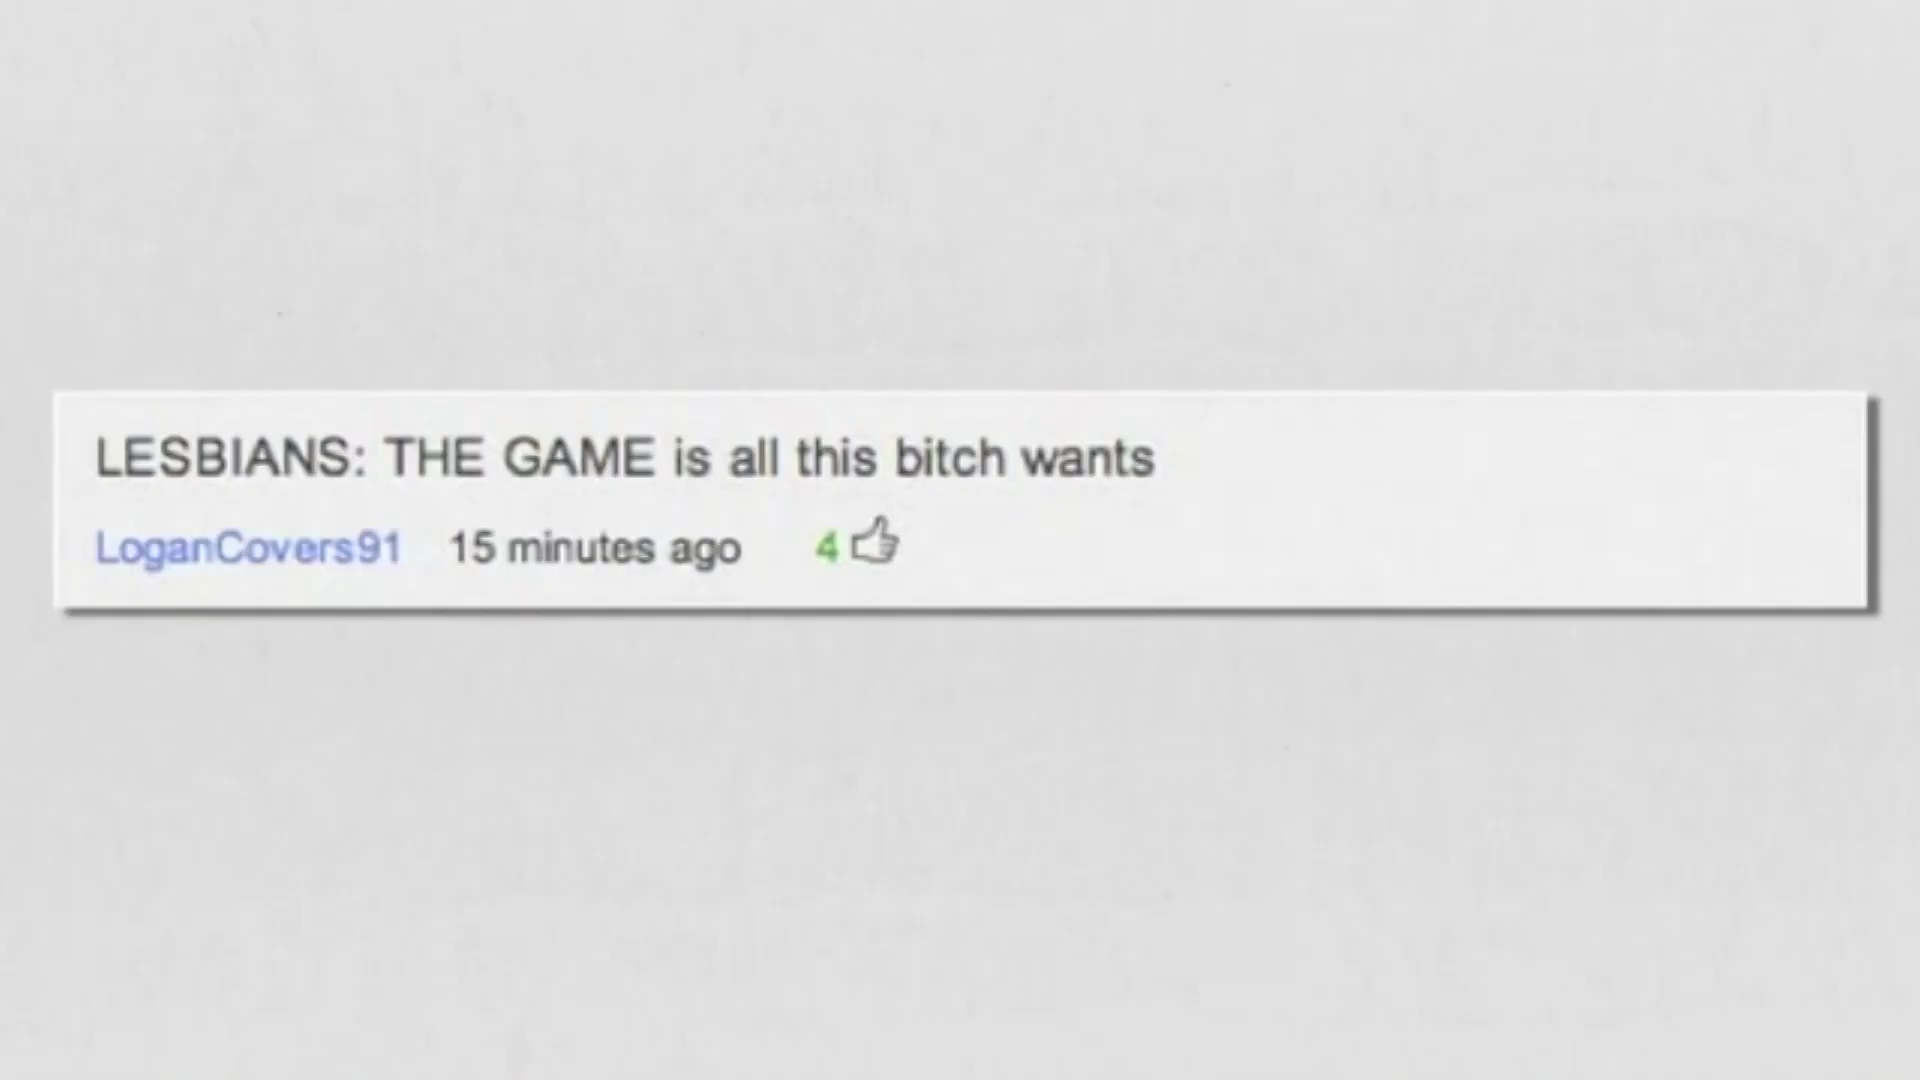 LESBIANS: THE GAME is all this bitch wants
LoganCovers91 15 minutes ago 4